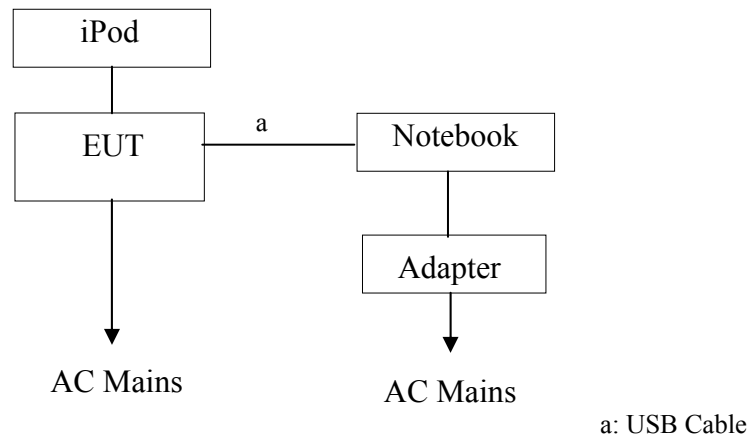 iPod
EUT
a
Notebook
Adapter
AC Mains
AC Mains
a: USB Cable